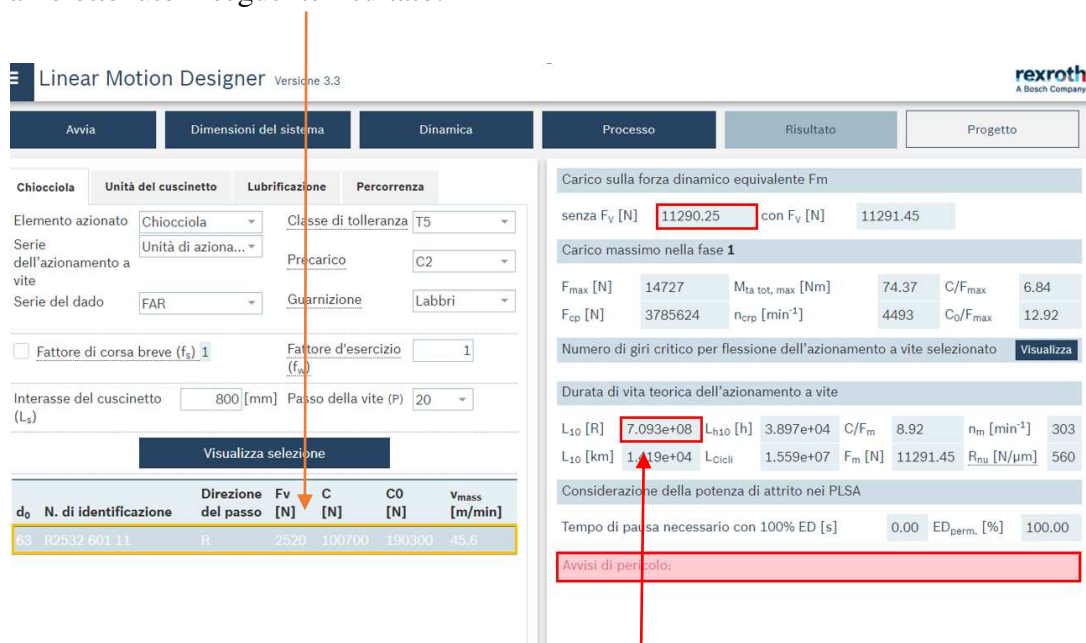 Linear Motion Designer Versione 3.3
rexroth
A Bosch Company
Avvia Dimensioni del sistema Dinamica Processo Risultato Progetto
Chiocciola Unità del cuscinetto Lubrificazione Percorrenza
Elemento azionato Chiocciola Classe di tolleranza T5
Serie dell'azionamento a vite Unità di aziona... Precarico C2
Serie del dado FAR Guarnizione Labbri
Fattore di corsa breve (fs) 1 Fattore d'esercizio (fw) 1
Interasse del cuscinetto (Ls) 800 [mm] Passo della vite (P) 20
Visualizza selezione
d0 N. di identificazione Direzione del passo Fv [N] C [N] C0 [N] vmass [m/min]
63 R2532 601 11 R 2520 100700 190300 45.6
Carico sulla forza dinamico equivalente Fm
senza FV [N] 11290.25 con FV [N] 11291.45
Carico massimo nella fase 1
Fmax [N] 14727 Mta tot, max [Nm] 74.37 C/Fmax 6.84
Fcp [N] 3785624 ncrp [min-1] 4493 C0/Fmax 12.92
Numero di giri critico per flessione dell'azionamento a vite selezionato Visualizza
Durata di vita teorica dell'azionamento a vite
L10 [R] 7.093e+08 Lh10 [h] 3.897e+04 C/Fm 8.92 nm [min-1] 303
L10 [km] 1.419e+04 LCicli 1.559e+07 Fm [N] 11291.45 Rnu [N/µm] 560
Considerazione della potenza di attrito nei PLSA
Tempo di pausa necessario con 100% ED [s] 0.00 EDperm. [%] 100.00
Avvisi di pericolo: